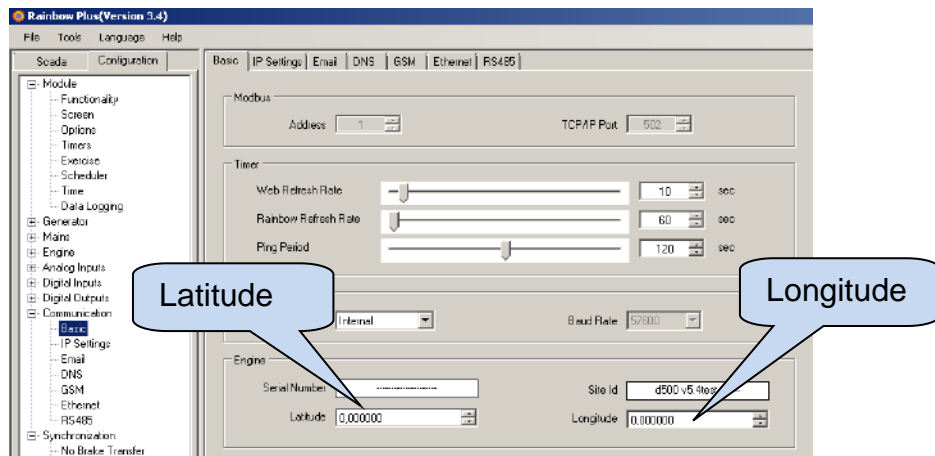 Rainbow Plus(Version 3.4)
File Tools Language Help
Scada Configuration
Basic IP Settings Email DNS GSM Ethernet RS485
Module
Functionality
Screen
Options
Timers
Exercise
Scheduler
Time
Data Logging
Generator
Mains
Engine
Analog Inputs
Digital Inputs
Digital Outputs
Communication
Basic
IP Settings
Email
DNS
GSM
Ethernet
RS485
Synchronization
No Brake Transfer
Modbus
Address 1 TCP/IP Port 502
Timer
Web Refresh Rate 10 sec
Rainbow Refresh Rate 60 sec
Ping Period 120 sec
Latitude
Longitude
Internal Baud Rate 57600
Engine
Serial Number -------------------- Site Id d500 v5.4test
Latitude 0,000000 Longitude 0.000000